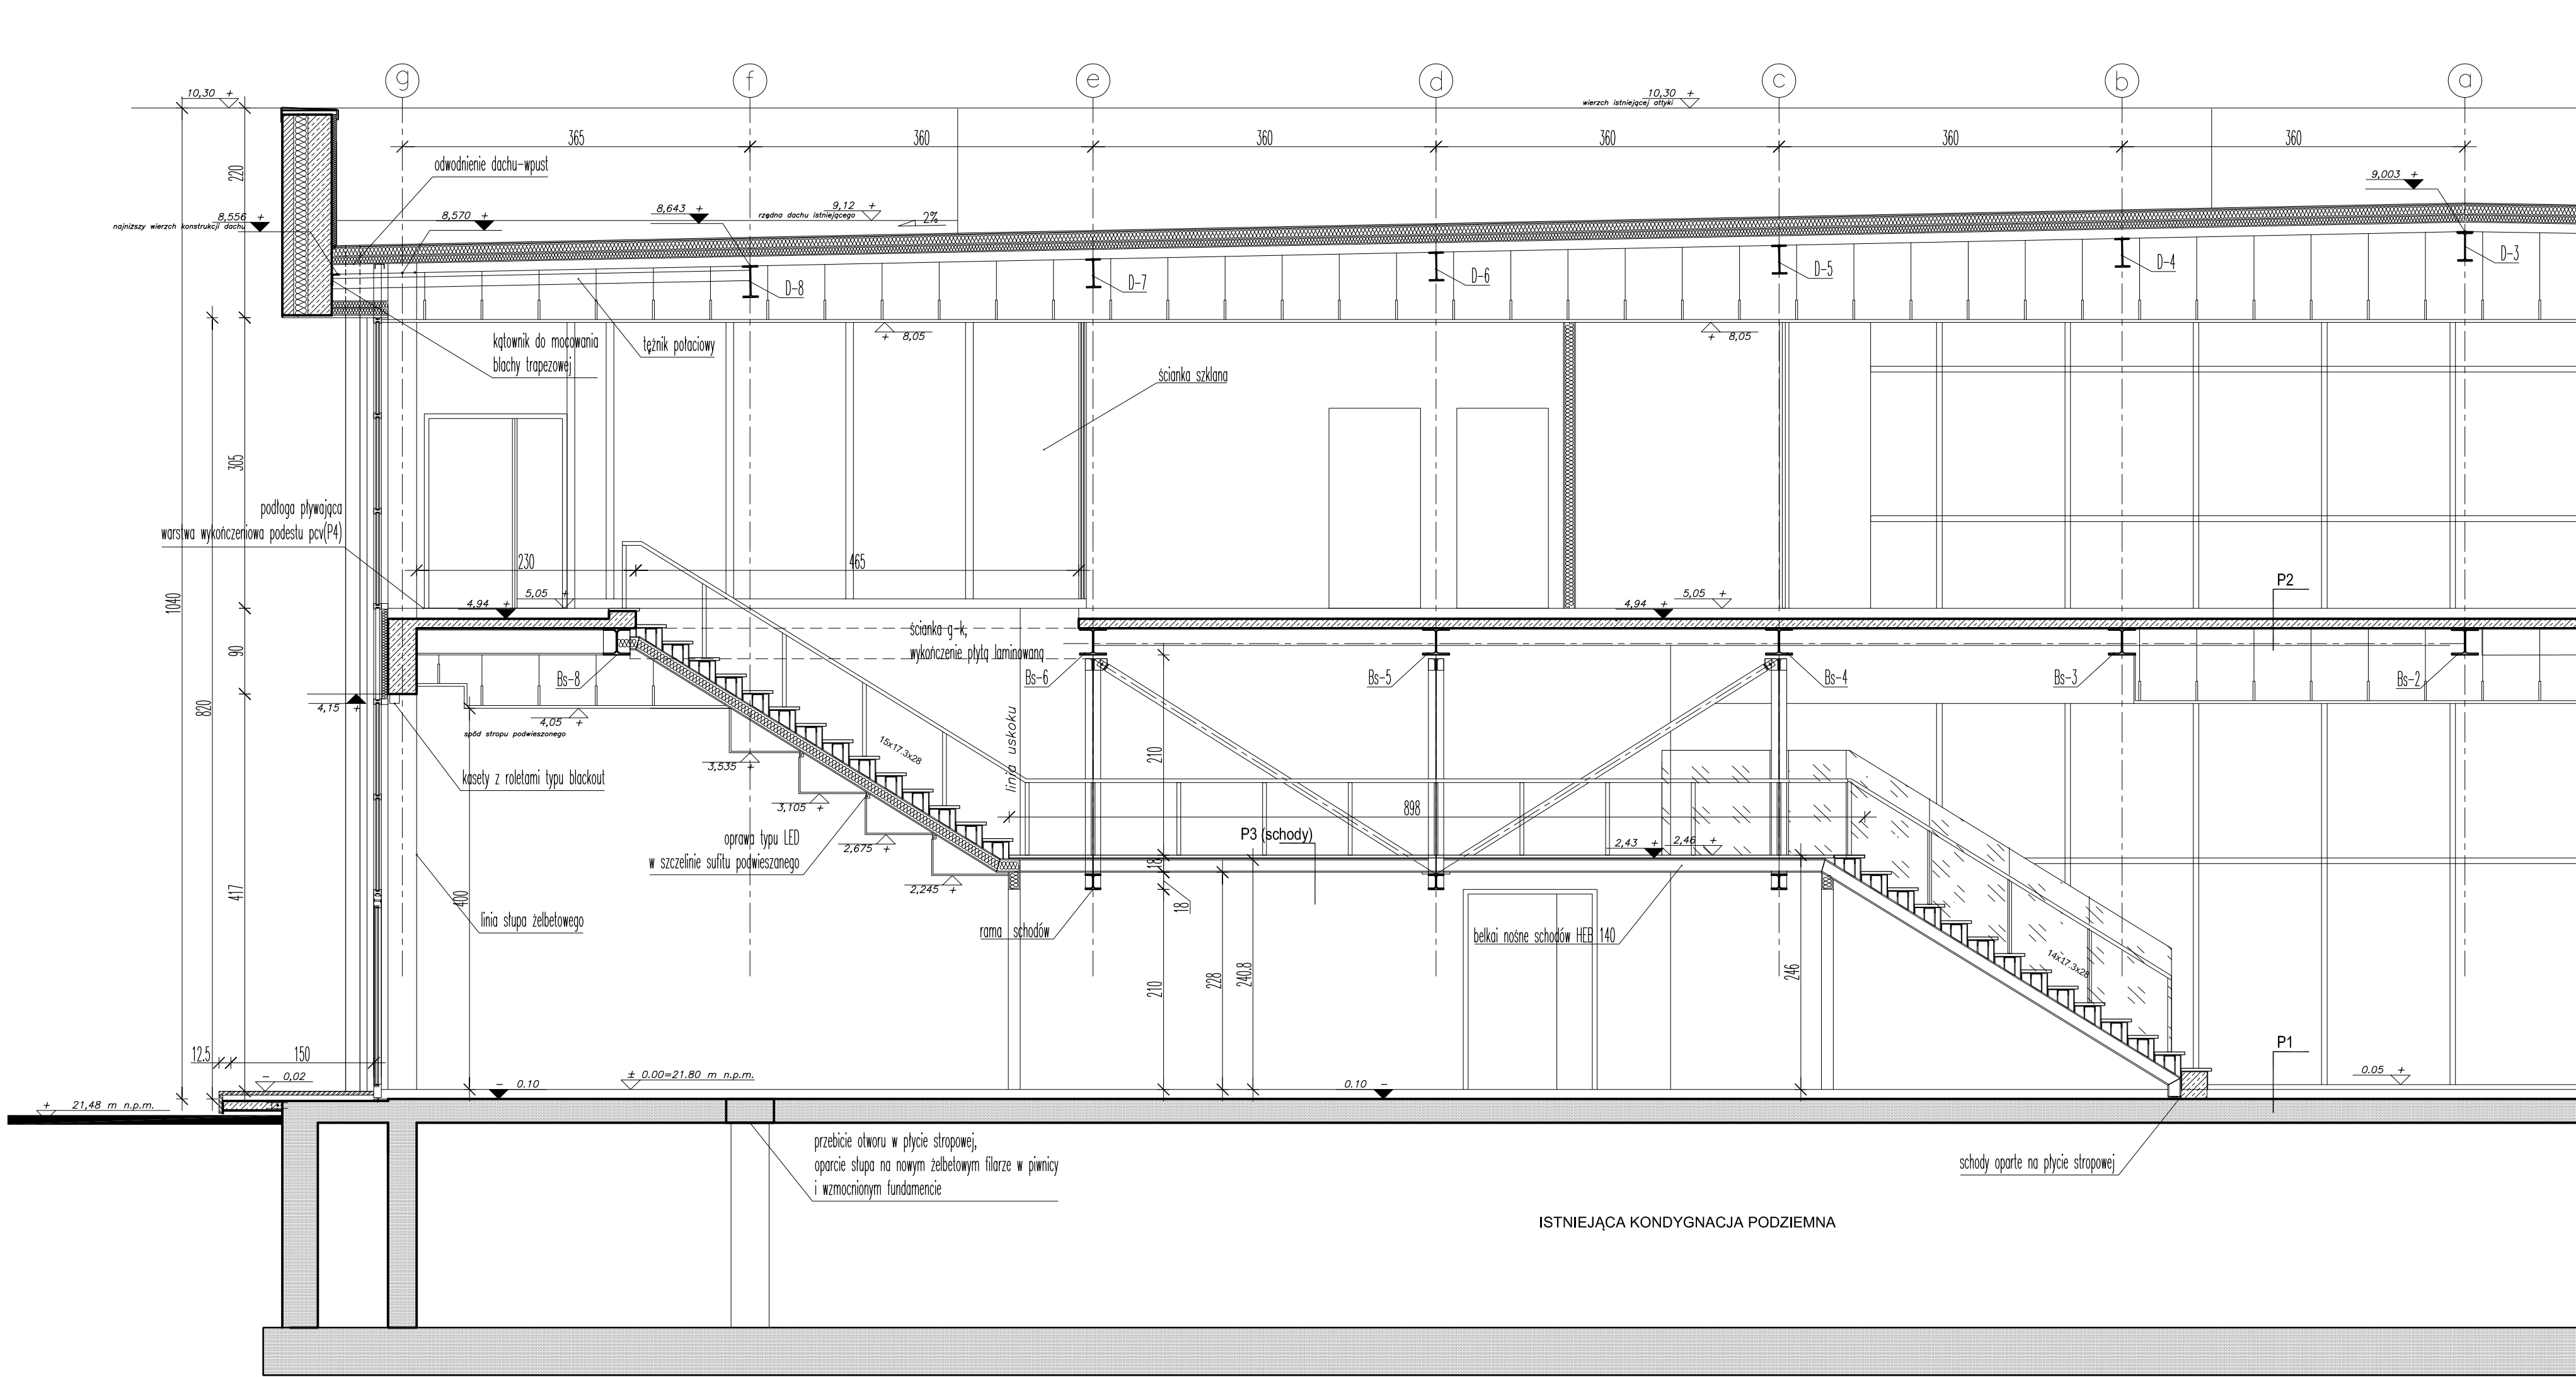 g
f
e
d
c
b
a
10,30 +
10,30 +
wierzch istniejącej attyki
365
360
360
360
360
360
220
odwodnienie dachu-wpust
8,556 +
najniższy wierzch konstrukcji dachu
8,570 +
8,643 +
9,12 +
rzędna dachu istniejącego
2%
9,003 +
D-8
D-7
D-6
D-5
D-4
D-3
kątownik do mocowania
blachy trapezowej
tężnik połaciowy
+ 8,05
+ 8,05
ścianka szklana
305
podłoga pływająca
warstwa wykończeniowa podestu pcv(P4)
230
465
1040
4,94 +
5,05 +
4,94 +
5,05 +
P2
ścianka g-k,
wykończenie płytą laminowaną
90
Bs-8
Bs-6
Bs-5
Bs-4
Bs-3
Bs-2
820
4,15 +
4,05 +
spód stropu podwieszonego
15x17.3x28
linia uskoku
210
kasety z roletami typu blackout
3,535 +
3,105 +
898
oprawa typu LED
w szczelinie sufitu podwieszanego
2,675 +
P3 (schody)
2,43 +
2,46 +
18
2,245 +
417
400
18
linia słupa żelbetowego
rama schodów
belkai nośne schodów HEB 140
210
228
240.8
246
14x17.3x28
12.5
150
- 0,02
- 0.10
± 0.00=21.80 m n.p.m.
0.10 -
P1
0.05 +
+ 21,48 m n.p.m.
przebicie otworu w płycie stropowej,
oparcie słupa na nowym żelbetowym filarze w piwnicy
i wzmocnionym fundamencie
schody oparte na płycie stropowej
ISTNIEJĄCA KONDYGNACJA PODZIEMNA